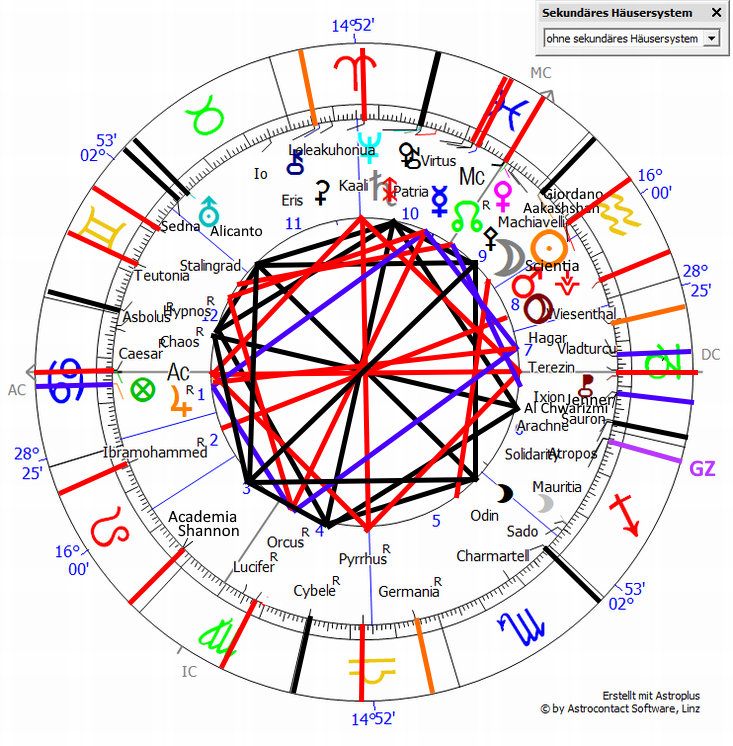 Sekundäres Häusersystem
ohne sekundäres Häusersystem
14°52'
MC
53'
02°
16°
00'
Leleakuhonua
Io
Virtus
Mc
Eris
Kaali
Patria
R
Giordano
Aakashshan
Machiavelli
11
10
9
Sedna
Alicanto
Stalingrad
Scientia
28°
25'
Teutonia
8
Wiesenthal
Asbolus
R
Hypnos
R
12
Chaos
R
Hagar
7
Vladturcu
Caesar
Terezin
DC
AC
Ac
1
Ixion
Jenner
R
Al Chwarizmi
Sauron
Arachne
6
28°
25'
Ibramohammed
R
2
Solidarity
Atropos
GZ
3
Mauritia
Academia
Shannon
Odin
16°
00'
Orcus
R
4
5
Sado
Pyrrhus
R
Charmartell
Lucifer
R
Cybele
R
Germania
R
53'
02°
IC
14°52'
Erstellt mit Astroplus
© by Astrocontact Software, Linz